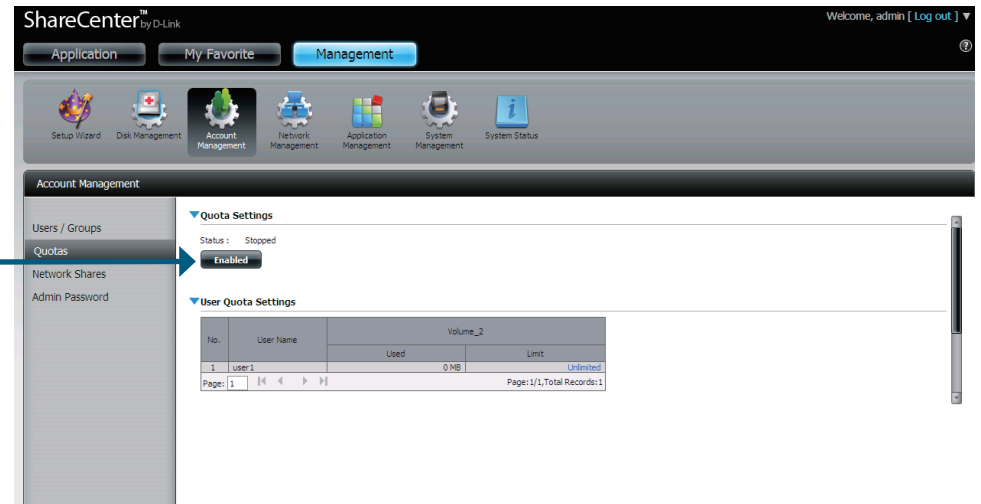 ShareCenter™ by D-Link
Welcome, admin [ Log out ] ▼
Application
My Favorite
Management
?
Setup Wizard
Disk Management
Account Management
Network Management
Application Management
System Management
System Status
Account Management
Users / Groups
Quotas
Network Shares
Admin Password
Quota Settings
Status : Stopped
Enabled
User Quota Settings
No. User Name Volume_2
Used Limit
1 user1 0 MB Unlimited
Page: 1 Page:1/1,Total Records:1